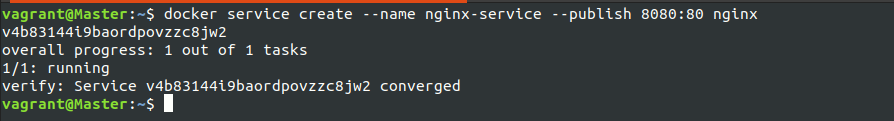 vagrant@Master:~$ docker service create --name nginx-service --publish 8080:80 nginx
v4b83144i9baordpovzzc8jw2
overall progress: 1 out of 1 tasks
1/1: running
verify: Service v4b83144i9baordpovzzc8jw2 converged
vagrant@Master:~$